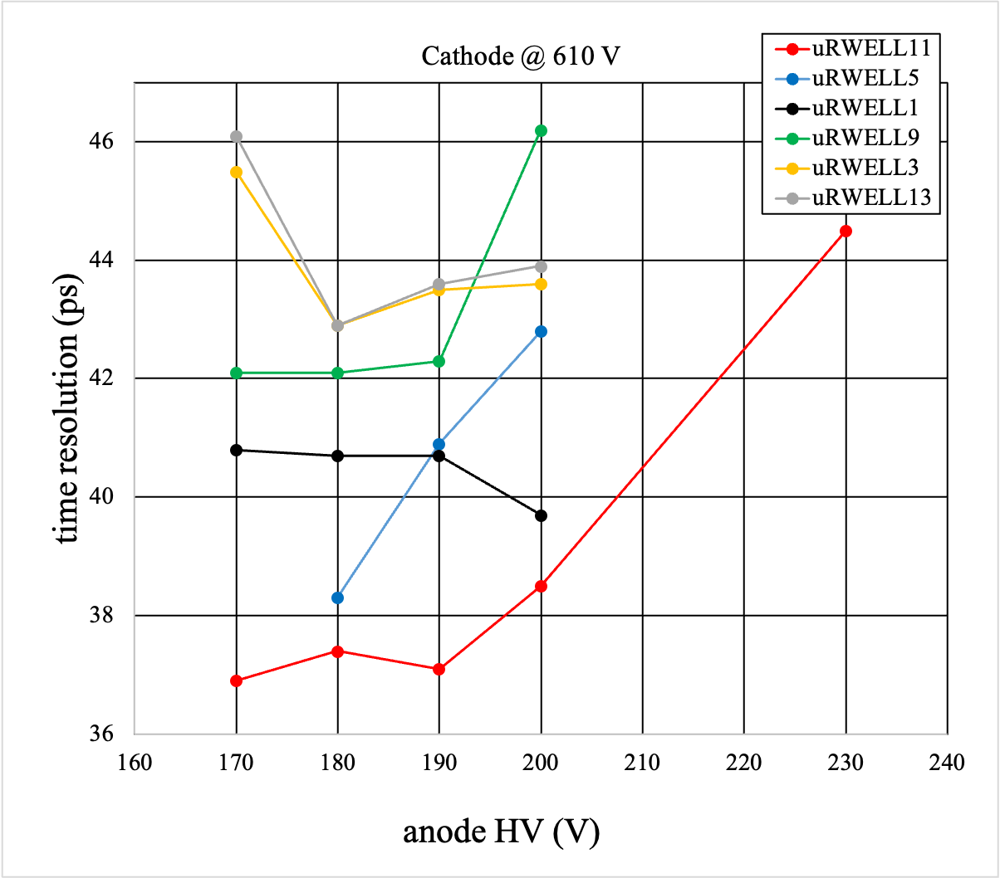 Cathode @ 610 V
uRWELL11
uRWELL5
uRWELL1
uRWELL9
uRWELL3
uRWELL13
time resolution (ps)
46
44
42
40
38
36
160 170 180 190 200 210 220 230 240
anode HV (V)